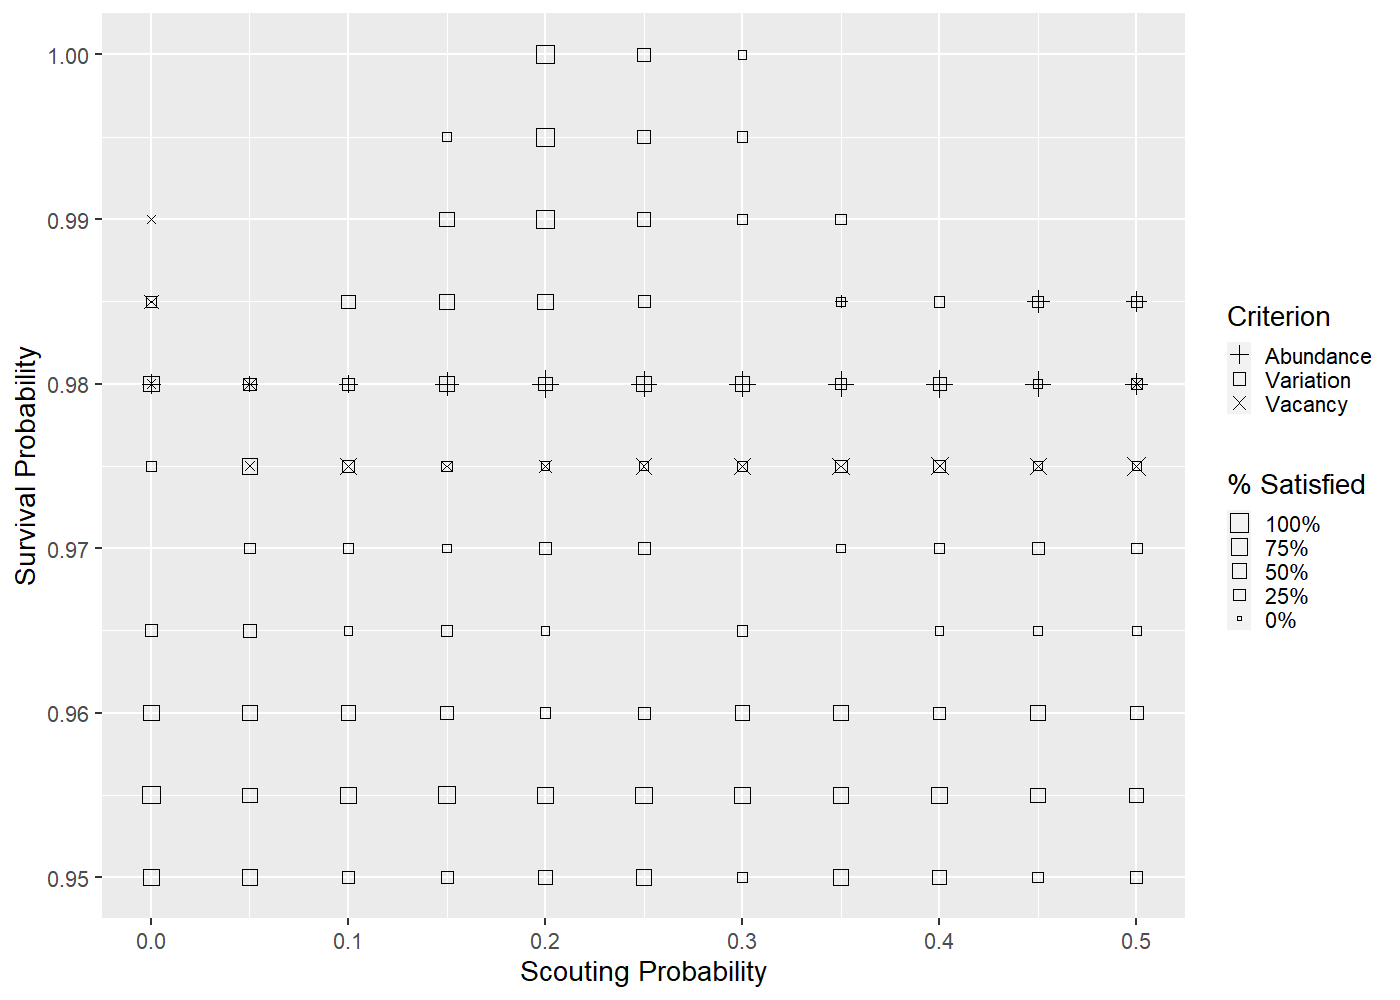 1.00
0.99
0.98
0.97
0.96
0.95
Survival Probability
0.0 0.1 0.2 0.3 0.4 0.5
Scouting Probability
Criterion
Abundance
Variation
Vacancy
% Satisfied
100%
75%
50%
25%
0%